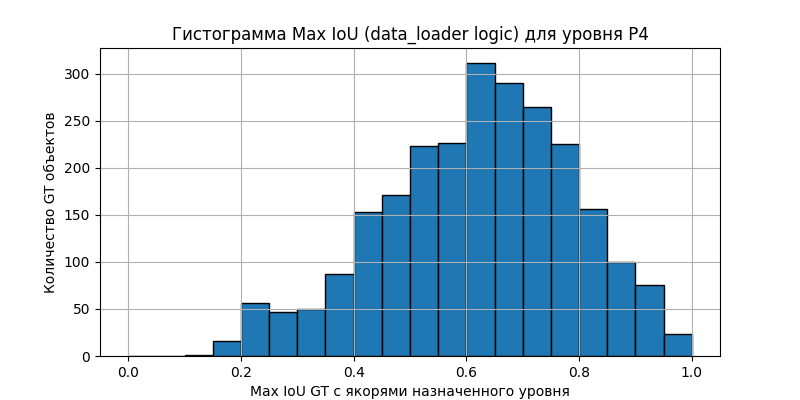 Гистограмма Max IoU (data_loader logic) для уровня P4
Количество GT объектов
300
250
200
150
100
50
0
0.0 0.2 0.4 0.6 0.8 1.0
Max IoU GT с якорями назначенного уровня